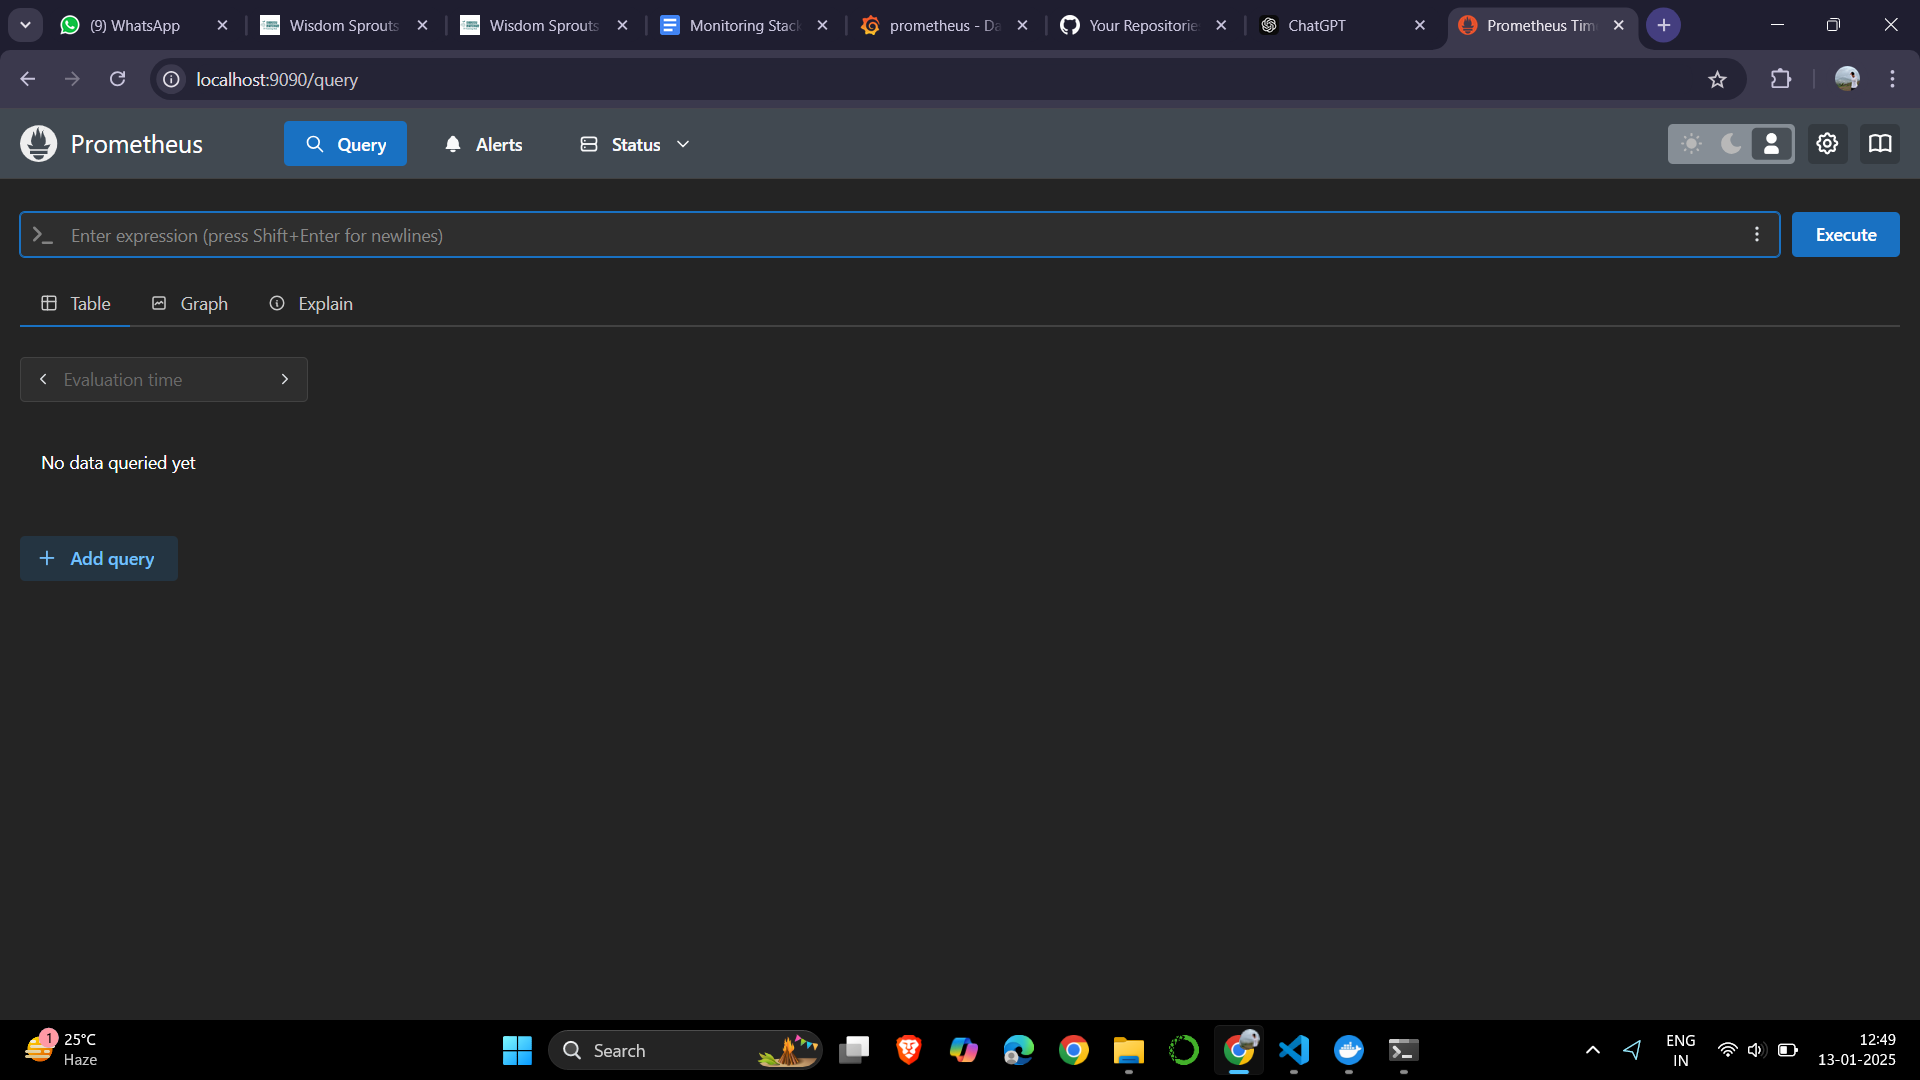 (9) WhatsApp
Wisdom Sprouts
Wisdom Sprouts
Monitoring Stack
prometheus - Da
Your Repositories
ChatGPT
Prometheus Tim
localhost:9090/query
Prometheus
Query
Alerts
Status
Enter expression (press Shift+Enter for newlines)
Execute
Table
Graph
Explain
Evaluation time
No data queried yet
Add query
1
25°C
Haze
Search
ENG
IN
12:49
13-01-2025